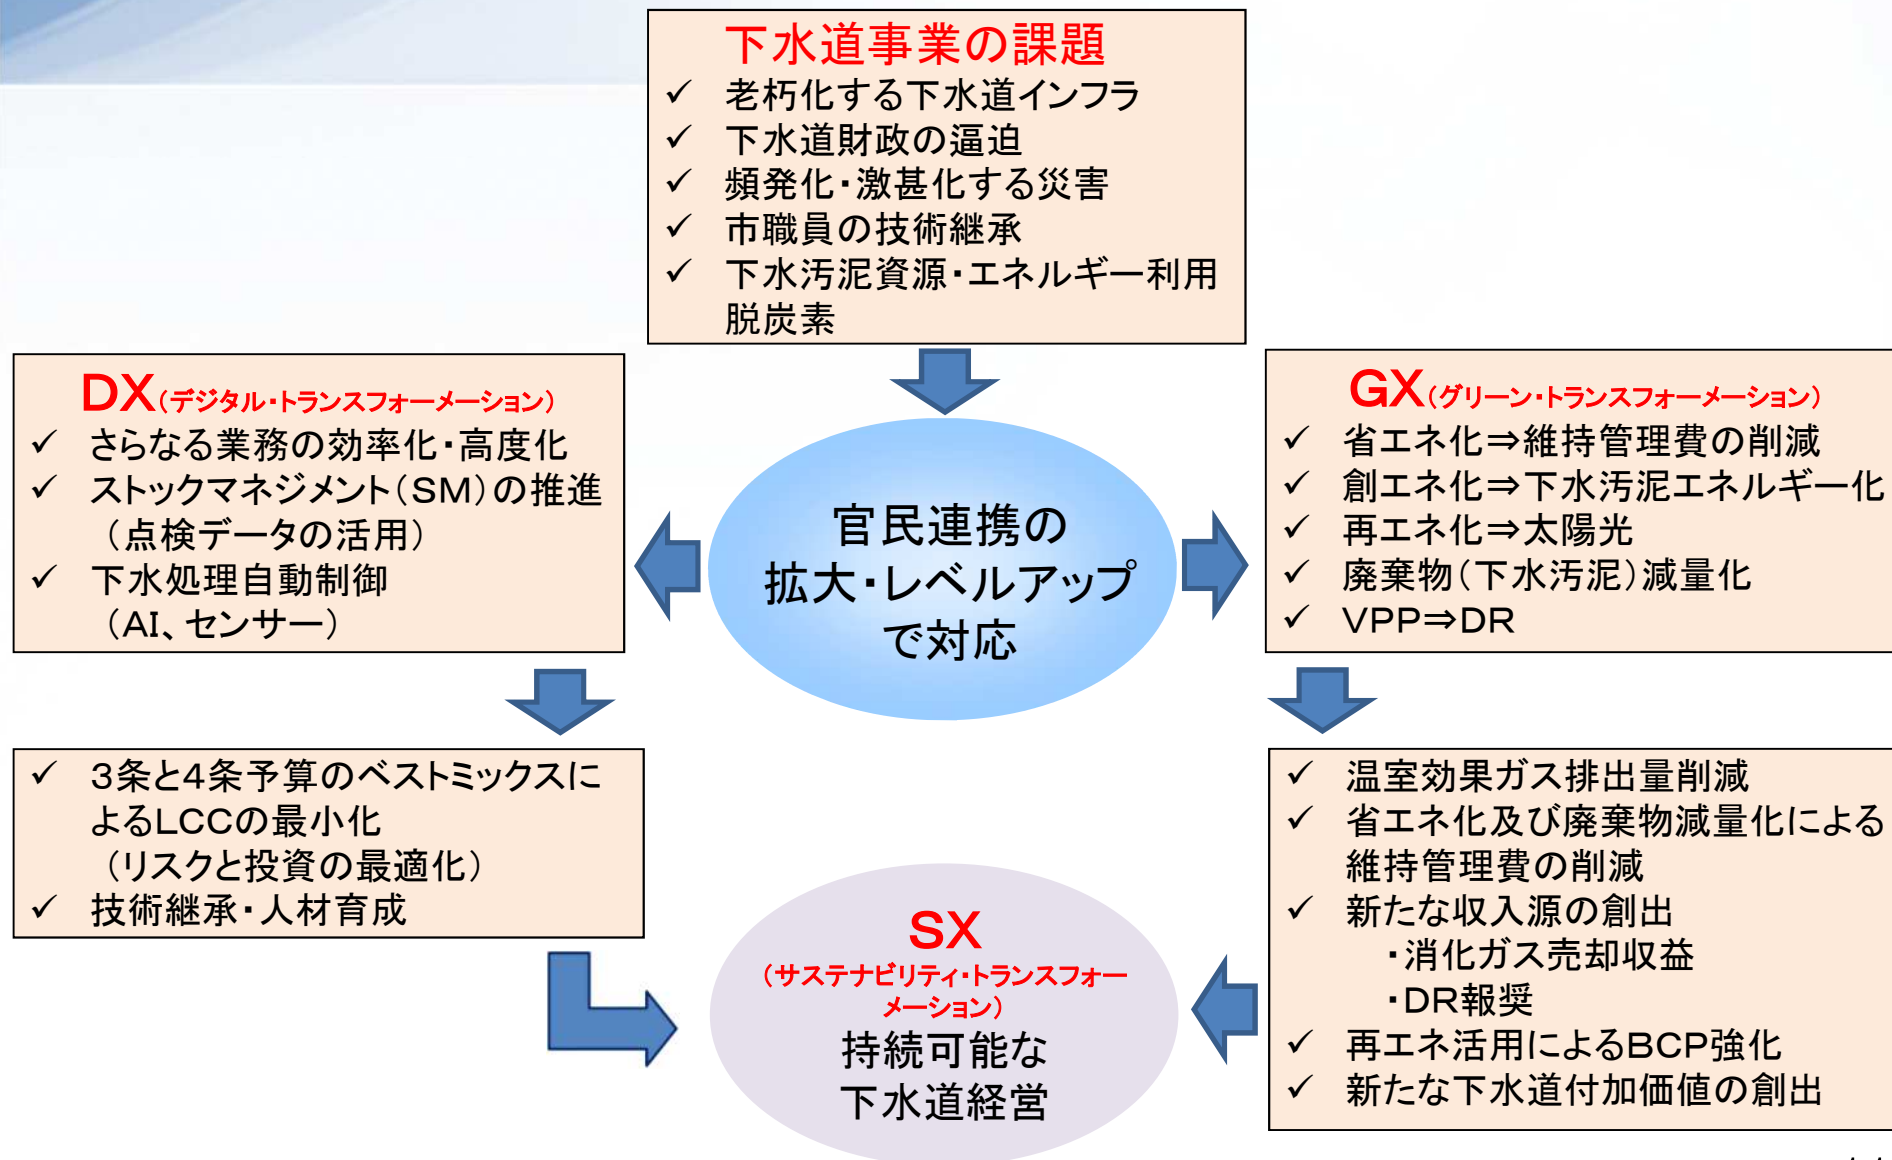 下水道事業の課題
✓ 老朽化する下水道インフラ
✓ 下水道財政の逼迫
✓ 頻発化・激甚化する災害
✓ 市職員の技術継承
✓ 下水汚泥資源・エネルギー利用
脱炭素
DX(デジタル・トランスフォーメーション)
✓ さらなる業務の効率化・高度化
✓ ストックマネジメント(SM)の推進
(点検データの活用)
✓ 下水処理自動制御
(AI、センサー)
官民連携の
拡大・レベルアップ
で対応
GX(グリーン・トランスフォーメーション)
✓ 省エネ化⇒維持管理費の削減
✓ 創エネ化⇒下水汚泥エネルギー化
✓ 再エネ化⇒太陽光
✓ 廃棄物(下水汚泥)減量化
✓ VPP⇒DR
✓ 3条と4条予算のベストミックスに
よるLCCの最小化
(リスクと投資の最適化)
✓ 技術継承・人材育成
SX
(サステナビリティ・トランスフォー
メーション)
持続可能な
下水道経営
✓ 温室効果ガス排出量削減
✓ 省エネ化及び廃棄物減量化による
維持管理費の削減
✓ 新たな収入源の創出
・消化ガス売却収益
・DR報奨
✓ 再エネ活用によるBCP強化
✓ 新たな下水道付加価値の創出